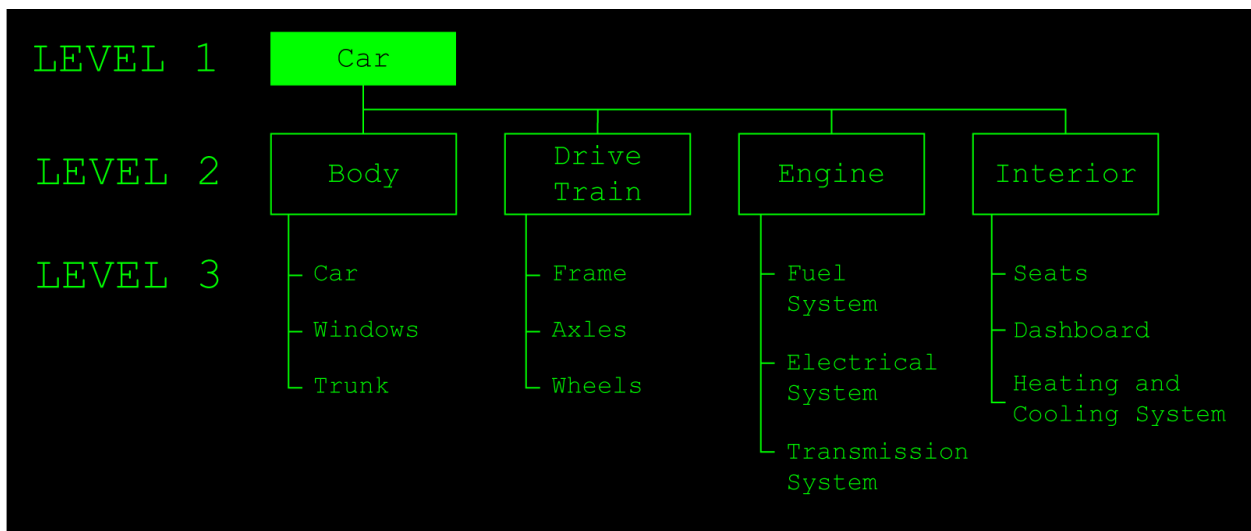 LEVEL 1
Car
LEVEL 2
Body
Drive
Train
Engine
Interior
LEVEL 3
Car
Windows
Trunk
Frame
Axles
Wheels
Fuel
System
Electrical
System
Transmission
System
Seats
Dashboard
Heating and
Cooling System